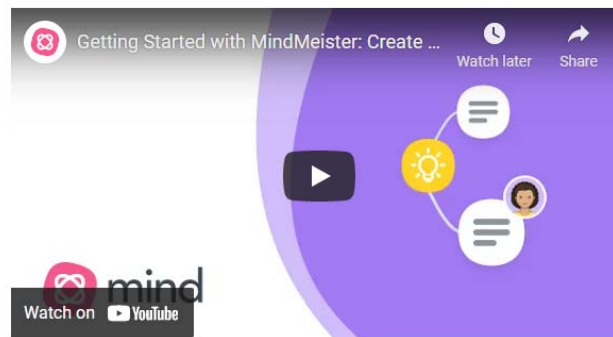 Getting Started with MindMeister: Create ...
Watch later
Share
mind
Watch on YouTube